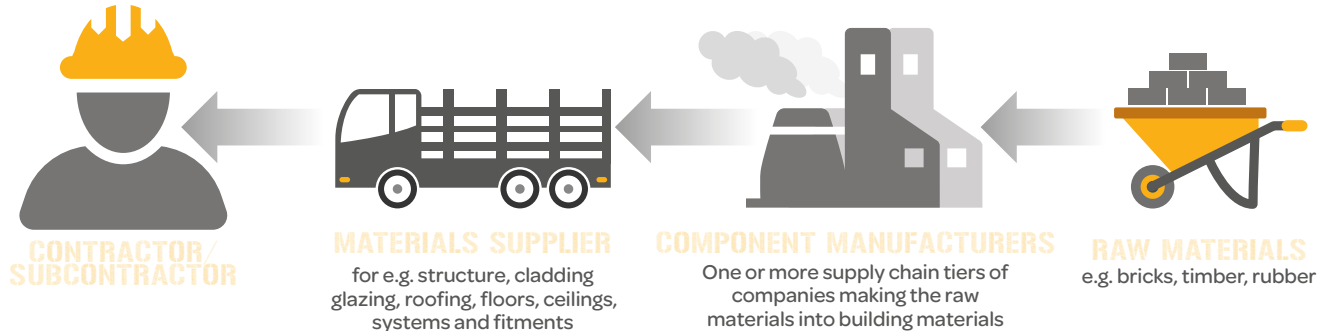 CONTRACTOR/
SUBCONTRACTOR
MATERIALS SUPPLIER
for e.g. structure, cladding
glazing, roofing, floors, ceilings,
systems and fitments
COMPONENT MANUFACTURERS
One or more supply chain tiers of
companies making the raw
materials into building materials
RAW MATERIALS
e.g. bricks, timber, rubber